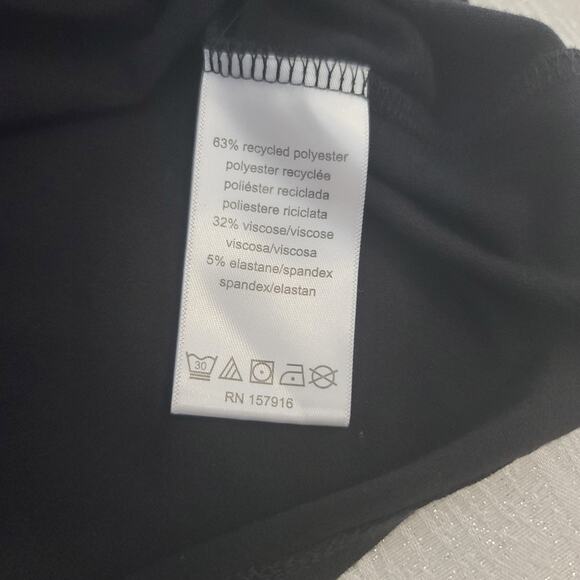 63% recycled polyester
polyester recyclée
poliéster reciclada
poliestere riciclata
32% viscose/viscose
viscosa/viscosa
5% elastane/spandex
spandex/elastan
30
RN 157916